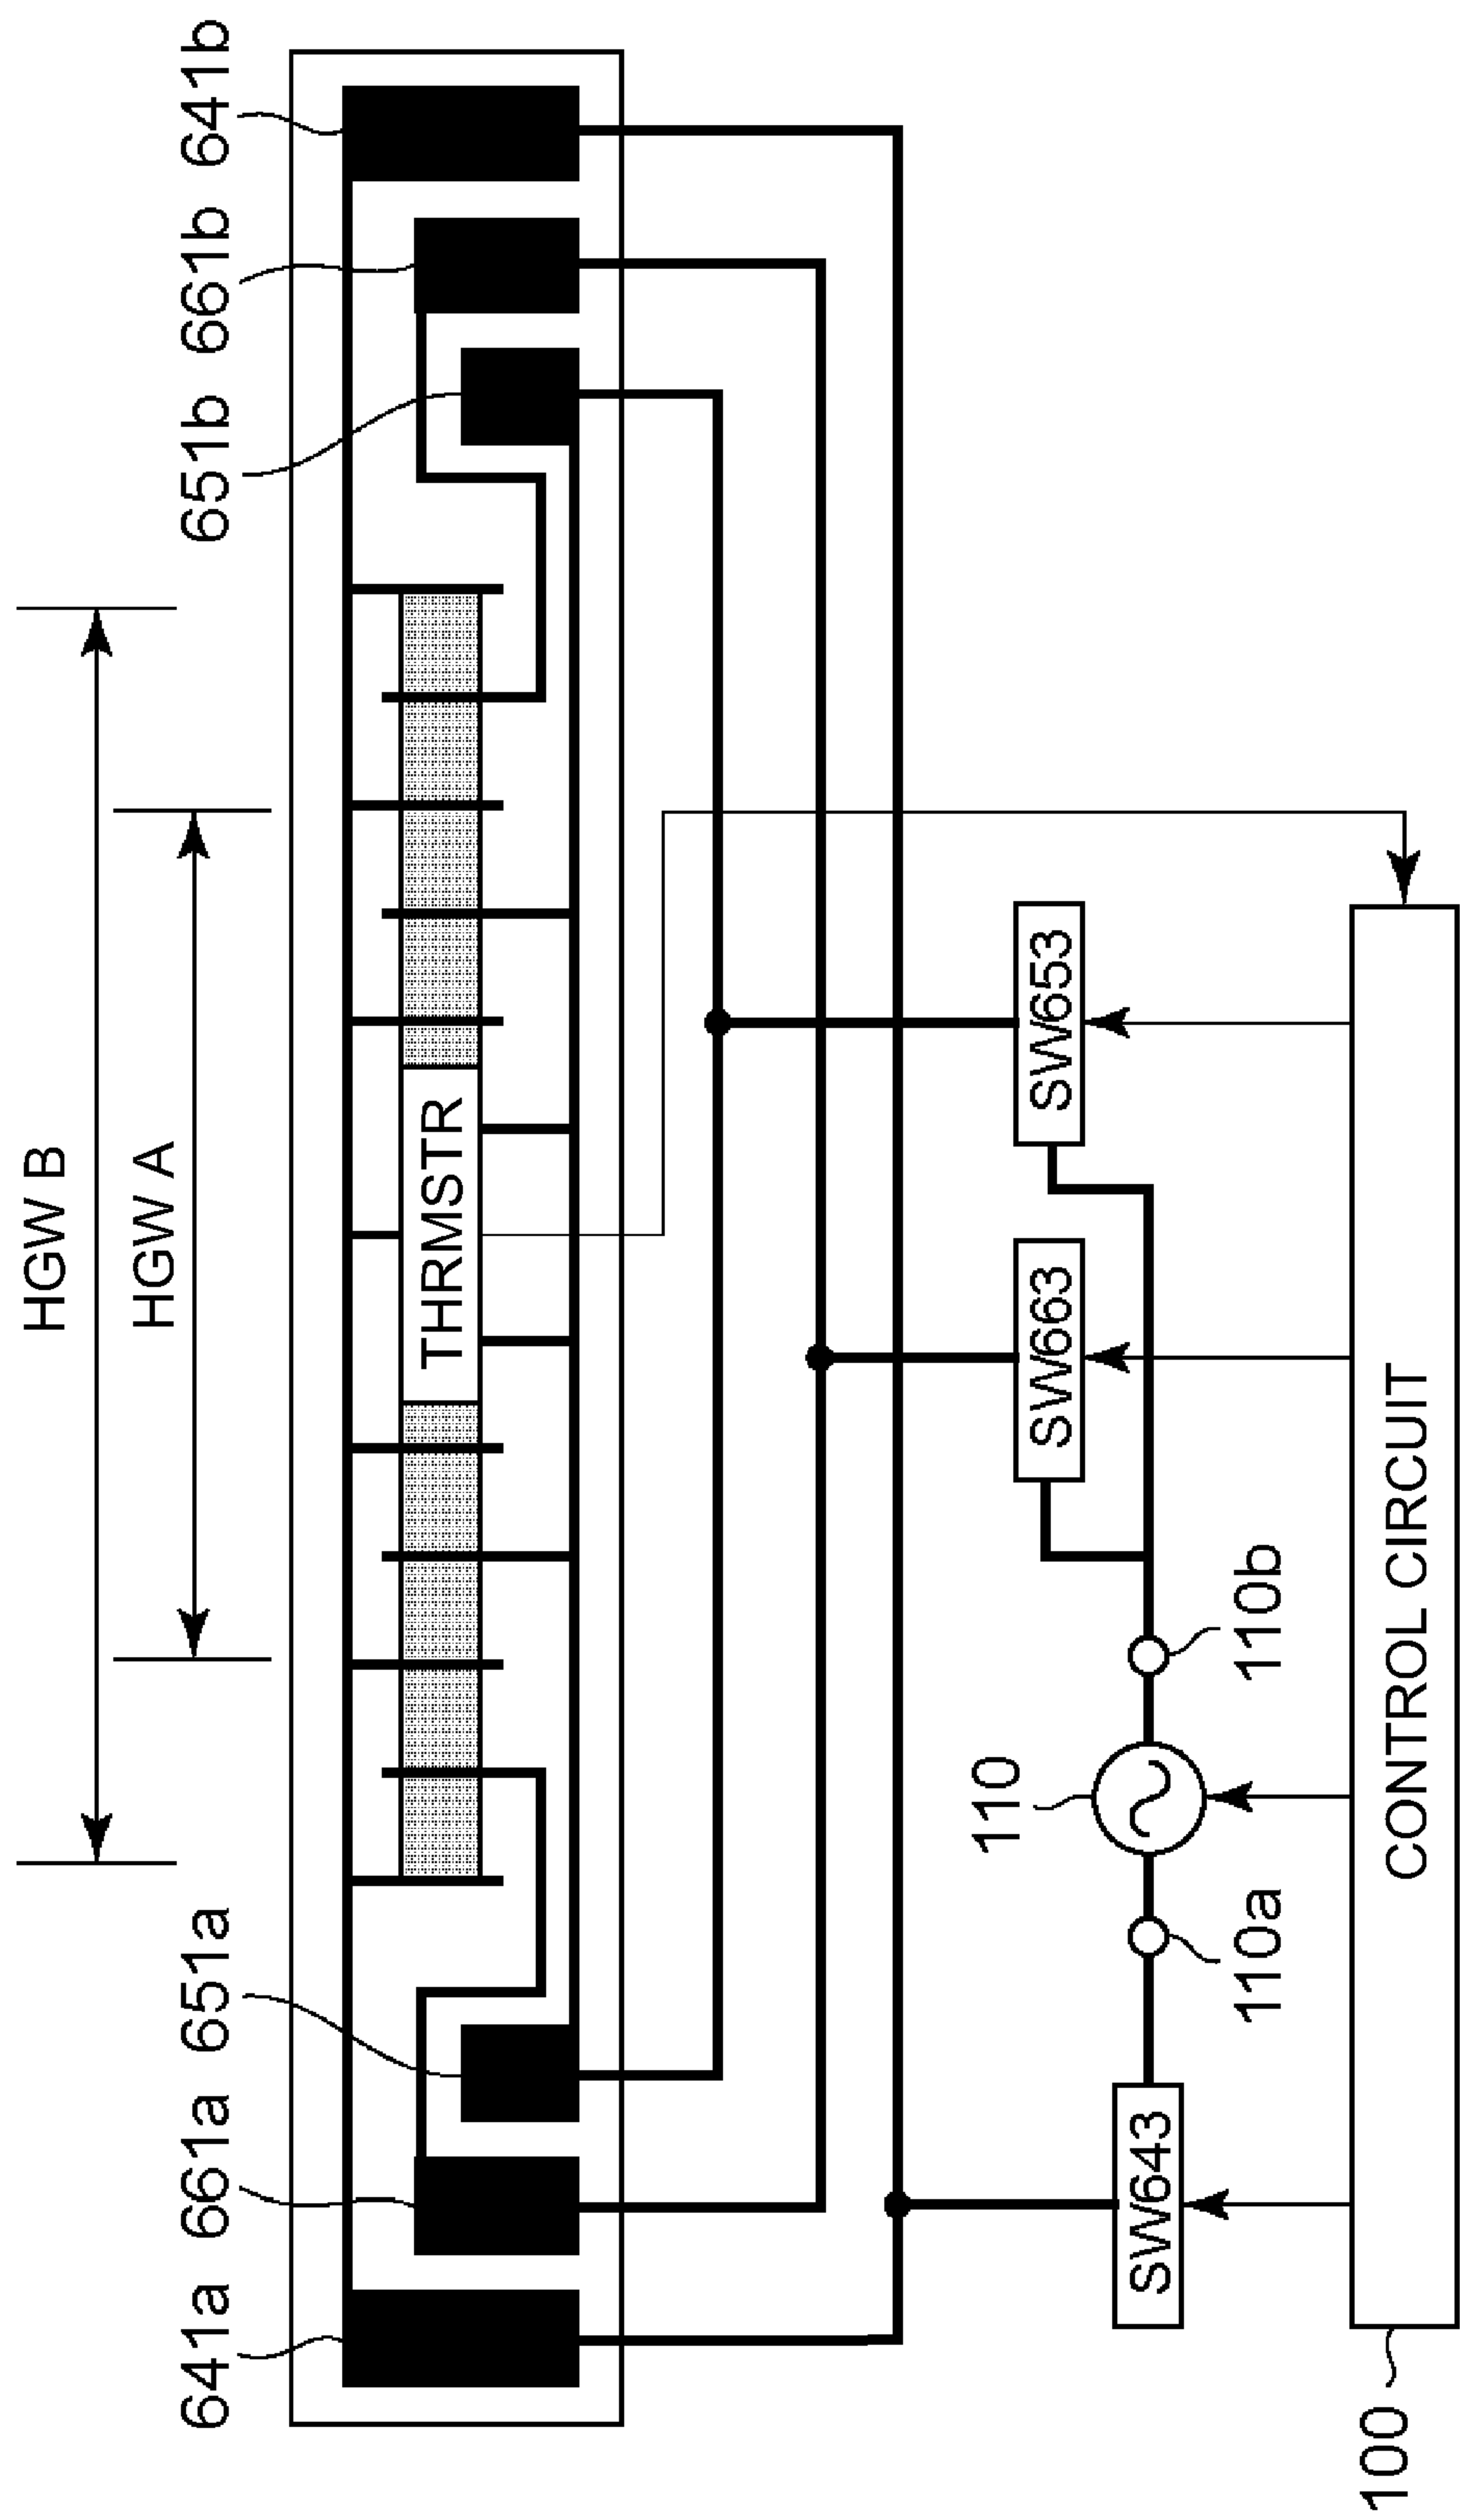 HGW B
HGW A
641a 661a 651a 651b 661b 641b
THRMSTR
110
SW663 SW653
SW643
110a 110b
CONTROL CIRCUIT
100